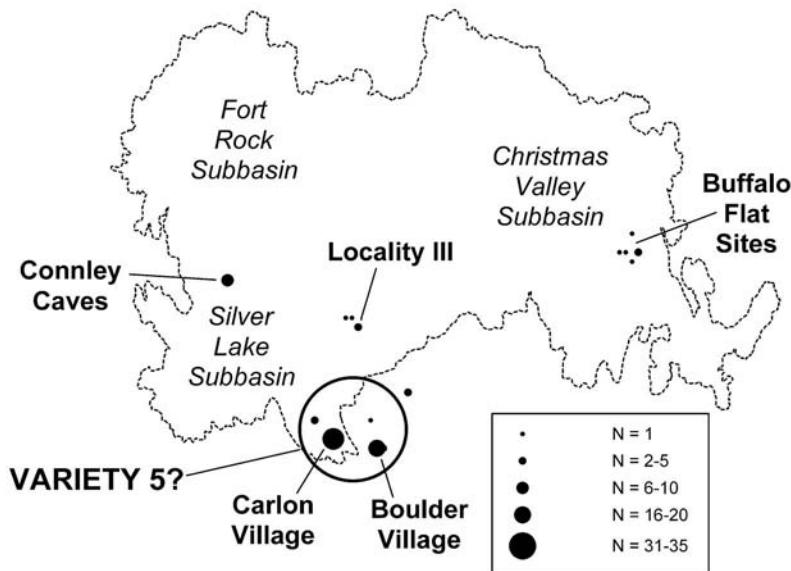 Fort
Rock
Subbasin
Christmas
Valley
Subbasin
Buffalo
Flat
Sites
Connley
Caves
Locality III
Silver
Lake
Subbasin
VARIETY 5?
Carlon
Village
Boulder
Village
N = 1
N = 2-5
N = 6-10
N = 16-20
N = 31-35